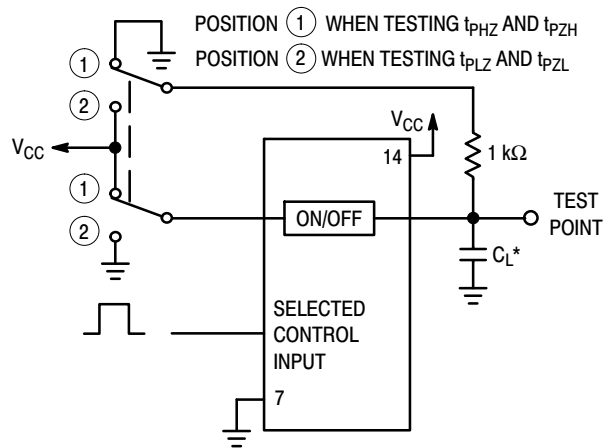 POSITION 1 WHEN TESTING tPHZ AND tPZH
POSITION 2 WHEN TESTING tPLZ AND tPZL
1
2
VCC
1
2
VCC
14
1 kΩ
ON/OFF
TEST
POINT
CL*
SELECTED
CONTROL
INPUT
7